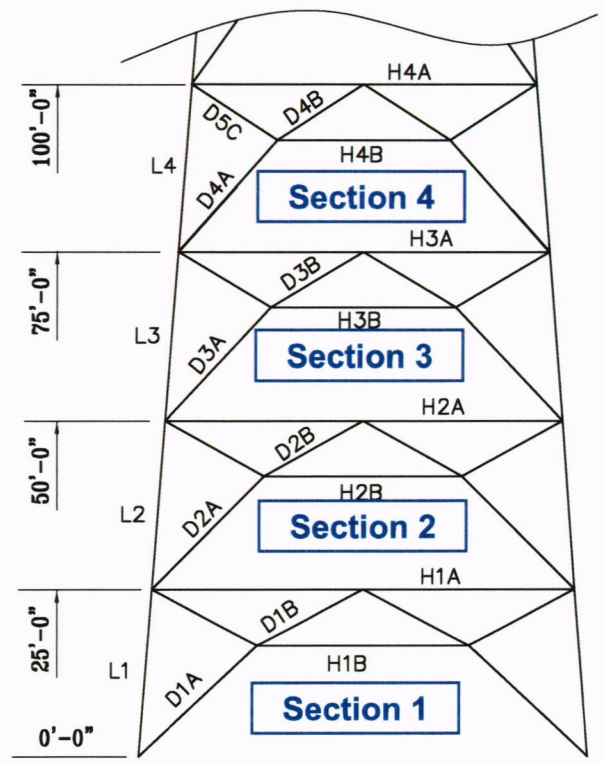 H4A
100'-0"
D5C
D4B
H4B
L4
D4A
Section 4
H3A
75'-0"
D3B
H3B
L3
D3A
Section 3
H2A
50'-0"
D2B
H2B
L2
D2A
Section 2
H1A
25'-0"
D1B
H1B
L1
D1A
Section 1
0'-0"